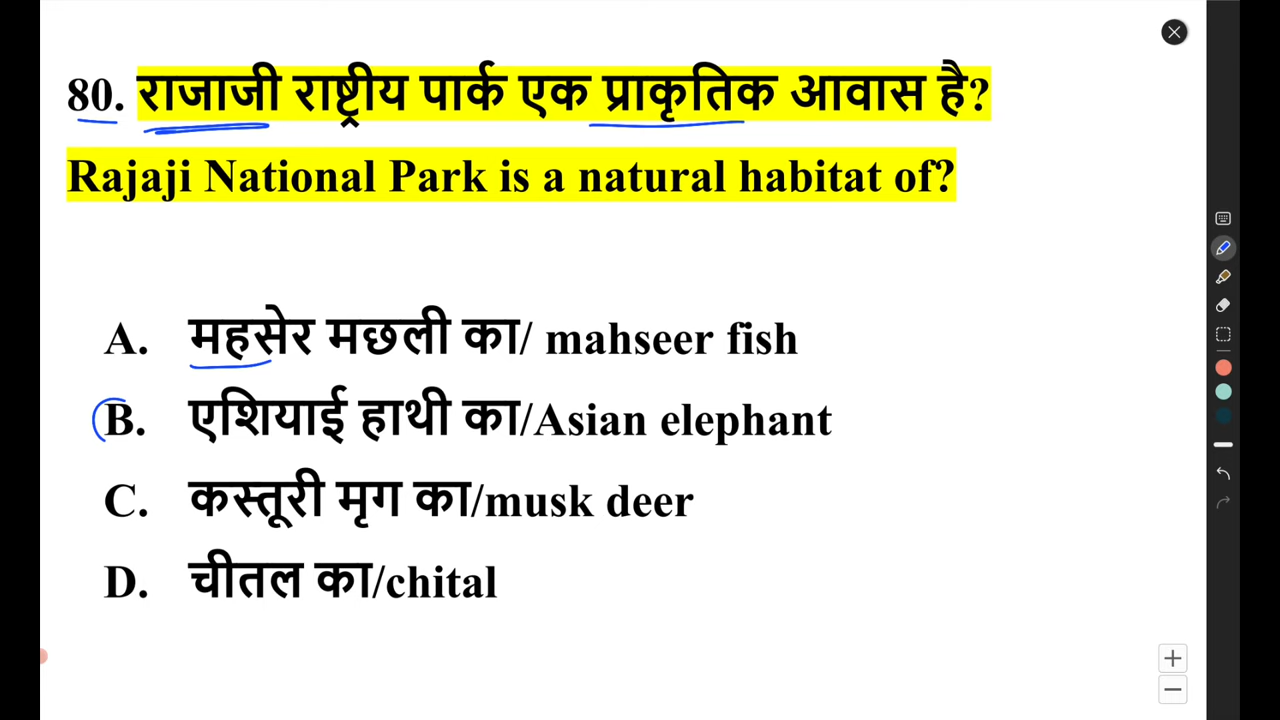 80. राजाजी राष्ट्रीय पार्क एक प्राकृतिक आवास है?
Rajaji National Park is a natural habitat of?
A. महसेर मछली का/ mahseer fish
B. एशियाई हाथी का/Asian elephant
C. कस्तूरी मृग का/musk deer
D. चीतल का/chital